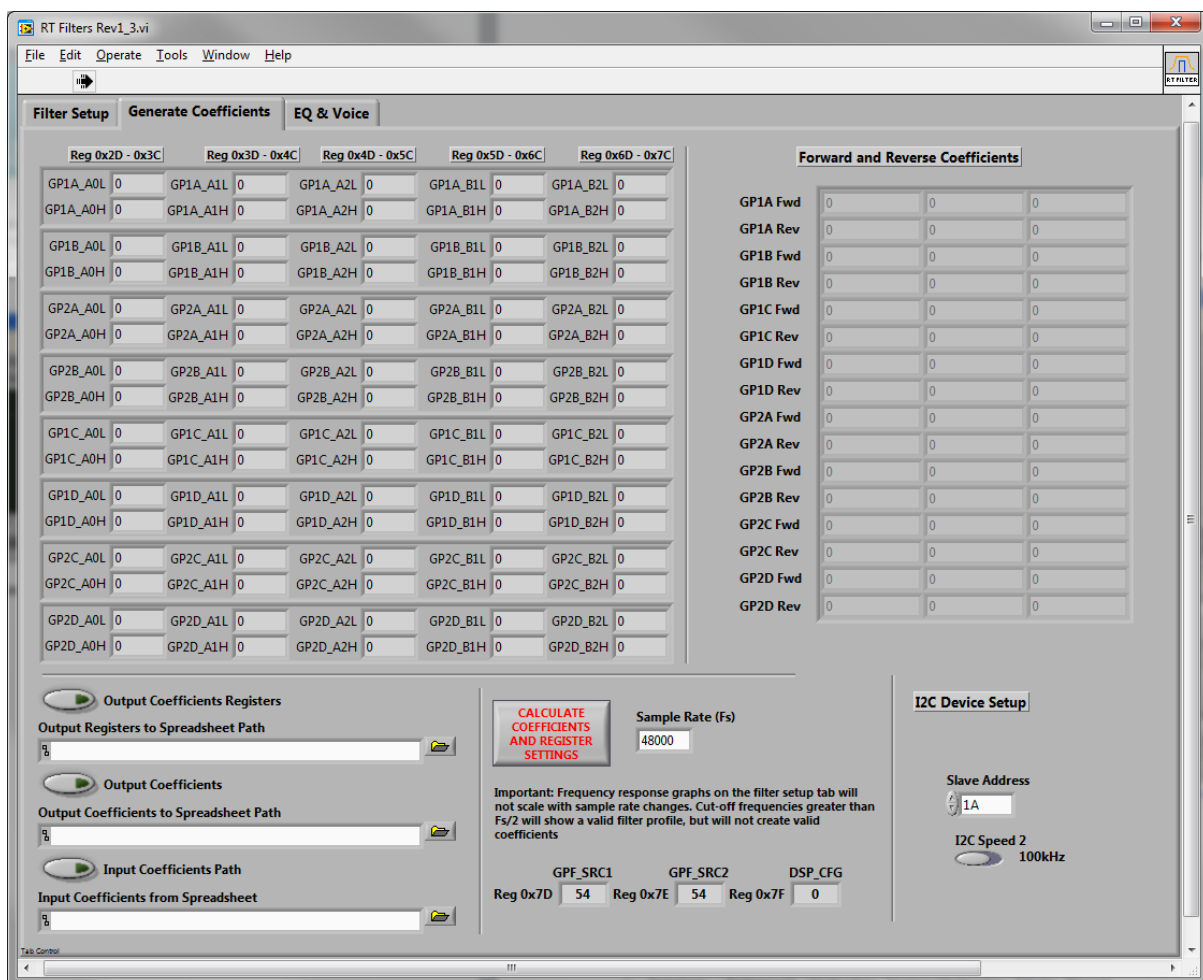 RT Filters Rev1_3.vi
File Edit Operate Tools Window Help
RT FILTER
Filter Setup Generate Coefficients EQ & Voice
Reg 0x2D - 0x3C Reg 0x3D - 0x4C Reg 0x4D - 0x5C Reg 0x5D - 0x6C Reg 0x6D - 0x7C
GP1A_A0L 0 GP1A_A1L 0 GP1A_A2L 0 GP1A_B1L 0 GP1A_B2L 0
GP1A_A0H 0 GP1A_A1H 0 GP1A_A2H 0 GP1A_B1H 0 GP1A_B2H 0
GP1B_A0L 0 GP1B_A1L 0 GP1B_A2L 0 GP1B_B1L 0 GP1B_B2L 0
GP1B_A0H 0 GP1B_A1H 0 GP1B_A2H 0 GP1B_B1H 0 GP1B_B2H 0
GP2A_A0L 0 GP2A_A1L 0 GP2A_A2L 0 GP2A_B1L 0 GP2A_B2L 0
GP2A_A0H 0 GP2A_A1H 0 GP2A_A2H 0 GP2A_B1H 0 GP2A_B2H 0
GP2B_A0L 0 GP2B_A1L 0 GP2B_A2L 0 GP2B_B1L 0 GP2B_B2L 0
GP2B_A0H 0 GP2B_A1H 0 GP2B_A2H 0 GP2B_B1H 0 GP2B_B2H 0
GP1C_A0L 0 GP1C_A1L 0 GP1C_A2L 0 GP1C_B1L 0 GP1C_B2L 0
GP1C_A0H 0 GP1C_A1H 0 GP1C_A2H 0 GP1C_B1H 0 GP1C_B2H 0
GP1D_A0L 0 GP1D_A1L 0 GP1D_A2L 0 GP1D_B1L 0 GP1D_B2L 0
GP1D_A0H 0 GP1D_A1H 0 GP1D_A2H 0 GP1D_B1H 0 GP1D_B2H 0
GP2C_A0L 0 GP2C_A1L 0 GP2C_A2L 0 GP2C_B1L 0 GP2C_B2L 0
GP2C_A0H 0 GP2C_A1H 0 GP2C_A2H 0 GP2C_B1H 0 GP2C_B2H 0
GP2D_A0L 0 GP2D_A1L 0 GP2D_A2L 0 GP2D_B1L 0 GP2D_B2L 0
GP2D_A0H 0 GP2D_A1H 0 GP2D_A2H 0 GP2D_B1H 0 GP2D_B2H 0
Forward and Reverse Coefficients
GP1A Fwd 0 0 0
GP1A Rev 0 0 0
GP1B Fwd 0 0 0
GP1B Rev 0 0 0
GP1C Fwd 0 0 0
GP1C Rev 0 0 0
GP1D Fwd 0 0 0
GP1D Rev 0 0 0
GP2A Fwd 0 0 0
GP2A Rev 0 0 0
GP2B Fwd 0 0 0
GP2B Rev 0 0 0
GP2C Fwd 0 0 0
GP2C Rev 0 0 0
GP2D Fwd 0 0 0
GP2D Rev 0 0 0
Output Coefficients Registers
Output Registers to Spreadsheet Path
Output Coefficients
Output Coefficients to Spreadsheet Path
Input Coefficients Path
Input Coefficients from Spreadsheet
Tab Control
CALCULATE
COEFFICIENTS
AND REGISTER
SETTINGS
Sample Rate (Fs)
48000
Important: Frequency response graphs on the filter setup tab will
not scale with sample rate changes. Cut-off frequencies greater than
Fs/2 will show a valid filter profile, but will not create valid
coefficients
GPF_SRC1 GPF_SRC2 DSP_CFG
Reg 0x7D 54 Reg 0x7E 54 Reg 0x7F 0
I2C Device Setup
Slave Address
1A
I2C Speed 2
100kHz